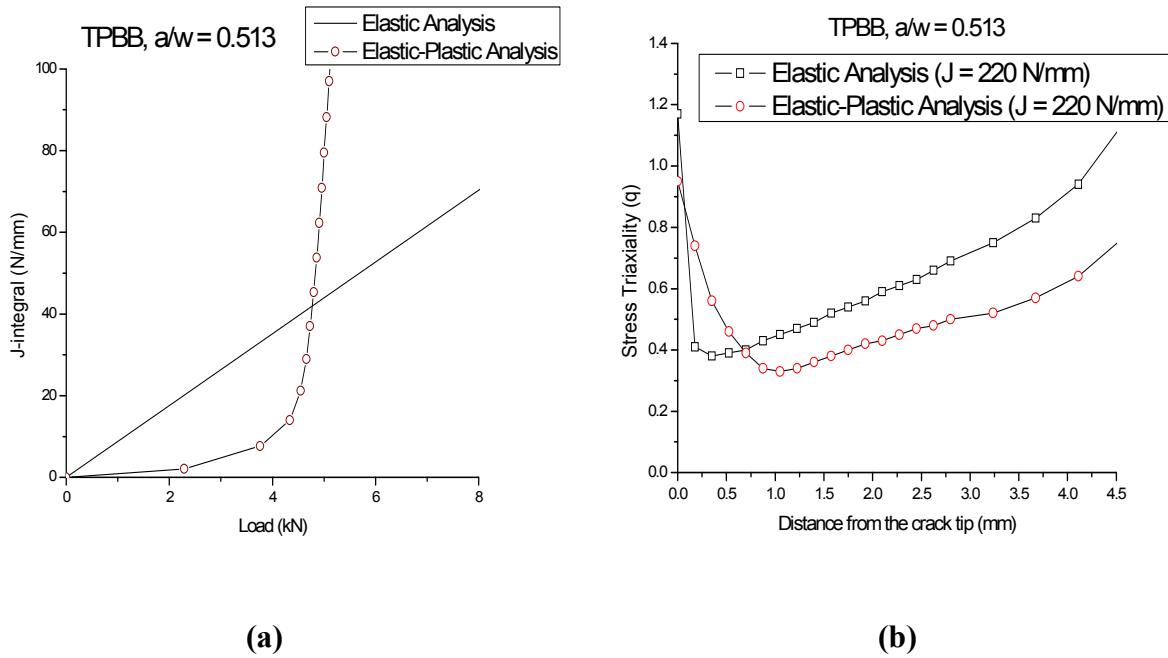 TPBB, a/w = 0.513
Elastic Analysis
Elastic-Plastic Analysis
100
80
60
40
20
0
J-integral (N/mm)
0 2 4 6 8
Load (kN)
(a)
TPBB, a/w = 0.513
Elastic Analysis (J = 220 N/mm)
Elastic-Plastic Analysis (J = 220 N/mm)
1.4
1.2
1.0
0.8
0.6
0.4
0.2
0.0
Stress Triaxiality (q)
0.0 0.5 1.0 1.5 2.0 2.5 3.0 3.5 4.0 4.5
Distance from the crack tip (mm)
(b)